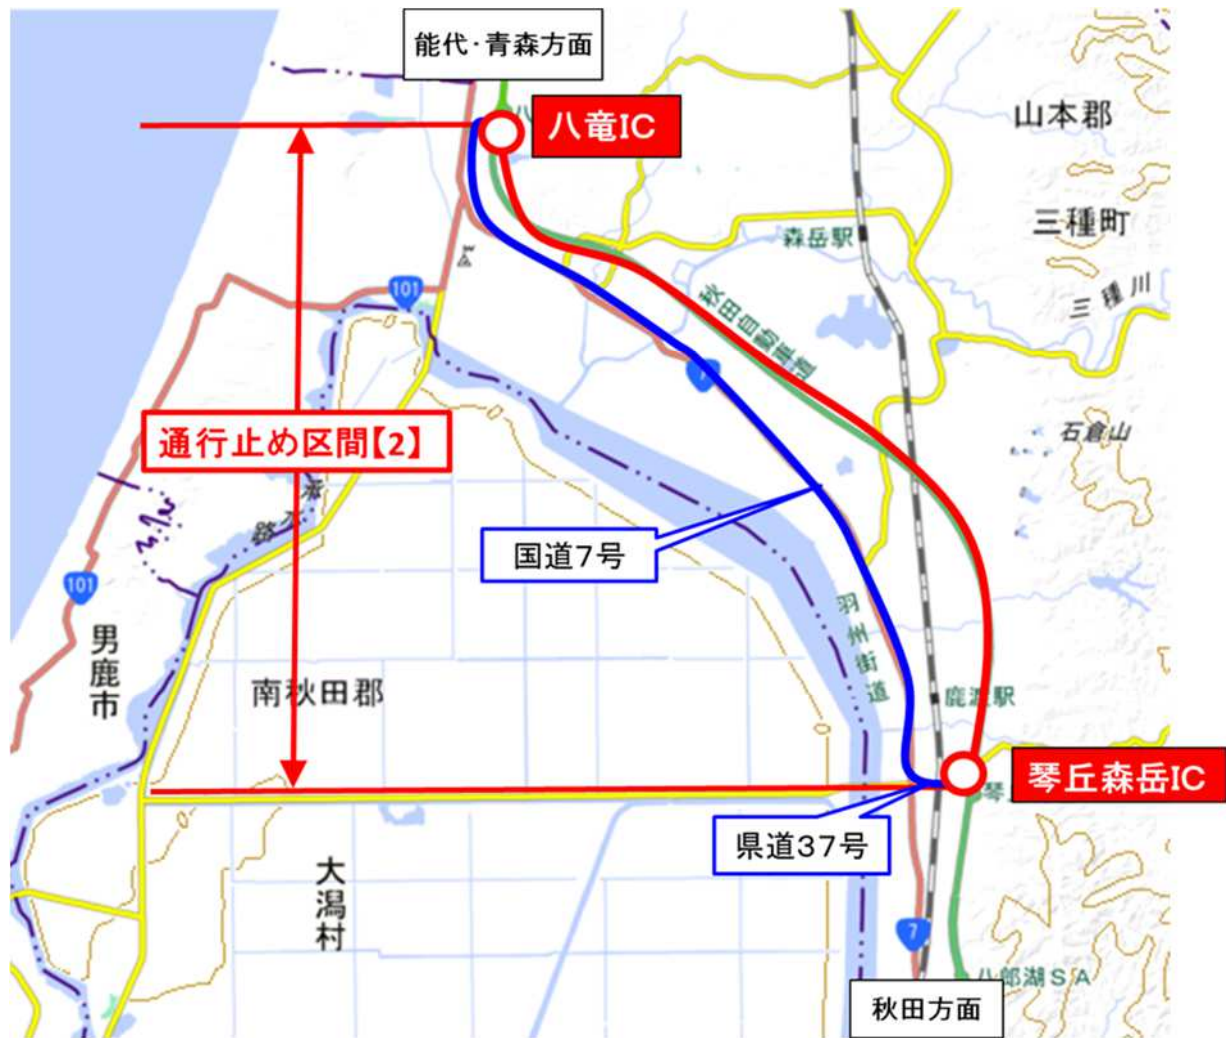 能代・青森方面
八
八竜IC
山本郡
三種町
森岳駅
三種川
101
秋田自動車道
7
通行止め区間【2】
石倉山
国道7号
101
羽州街道
男鹿市
南秋田郡
鹿渡駅
琴丘森岳IC
琴
県道37号
大潟村
7
八郎湖SA
秋田方面